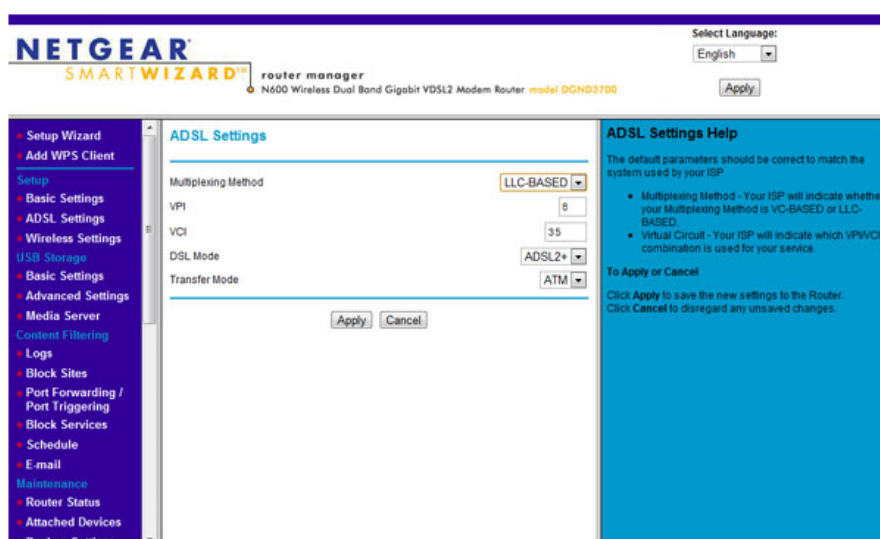 Select Language:
English
Apply
NETGEAR
SMARTWIZARD™ router manager
N600 Wireless Dual Band Gigabit VDSL2 Modem Router model DGND3700
Setup Wizard
Add WPS Client
Setup
Basic Settings
ADSL Settings
Wireless Settings
USB Storage
Basic Settings
Advanced Settings
Media Server
Content Filtering
Logs
Block Sites
Port Forwarding /
Port Triggering
Block Services
Schedule
E-mail
Maintenance
Router Status
Attached Devices
ADSL Settings
Multiplexing Method LLC-BASED
VPI 8
VCI 35
DSL Mode ADSL2+
Transfer Mode ATM
Apply Cancel
ADSL Settings Help
The default parameters should be correct to match the
system used by your ISP
Multiplexing Method - Your ISP will indicate whethe
your Multiplexing Method is VC-BASED or LLC-
BASED.
Virtual Circuit - Your ISP will indicate which VPI/VCI
combination is used for your service.
To Apply or Cancel
Click Apply to save the new settings to the Router.
Click Cancel to disregard any unsaved changes.